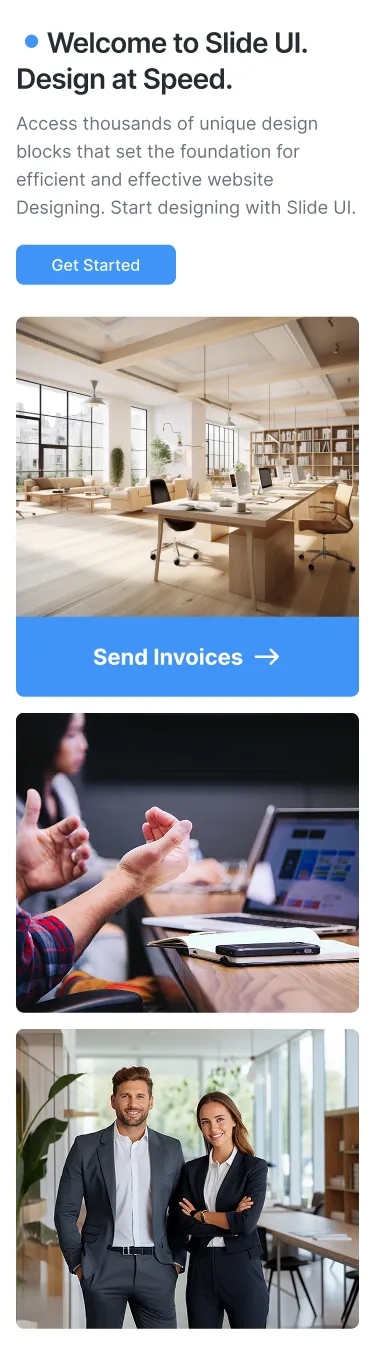 Welcome to Slide UI.
Design at Speed.
Access thousands of unique design
blocks that set the foundation for
efficient and effective website
Designing. Start designing with Slide UI.
Get Started
Send Invoices